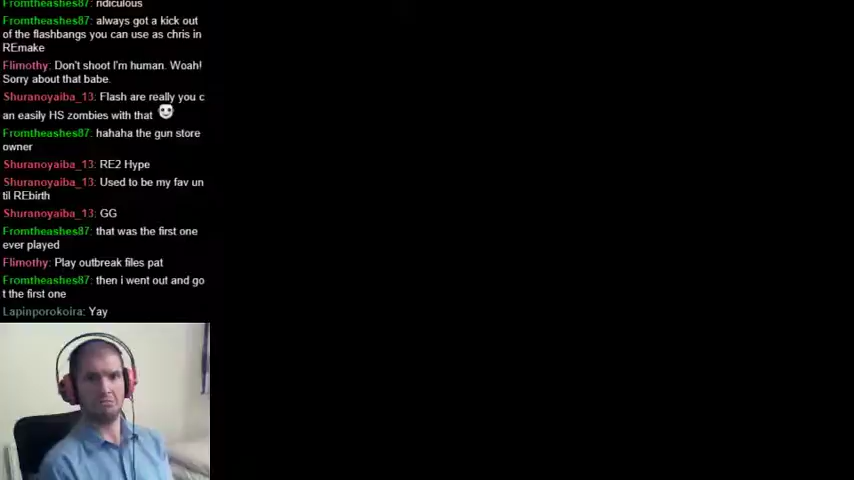 Fromtheashes87: ridiculous
Fromtheashes87: always got a kick out
of the flashbangs you can use as chris in
REmake
Flimothy: Don't shoot I'm human. Woah!
Sorry about that babe.
Shuranoyaiba_13: Flash are really you c
an easily HS zombies with that
Fromtheashes87: hahaha the gun store
owner
Shuranoyaiba_13: RE2 Hype
Shuranoyaiba_13: Used to be my fav un
til REbirth
Shuranoyaiba_13: GG
Fromtheashes87: that was the first one
ever played
Flimothy: Play outbreak files pat
Fromtheashes87: then i went out and go
t the first one
Lapinporokoira: Yay